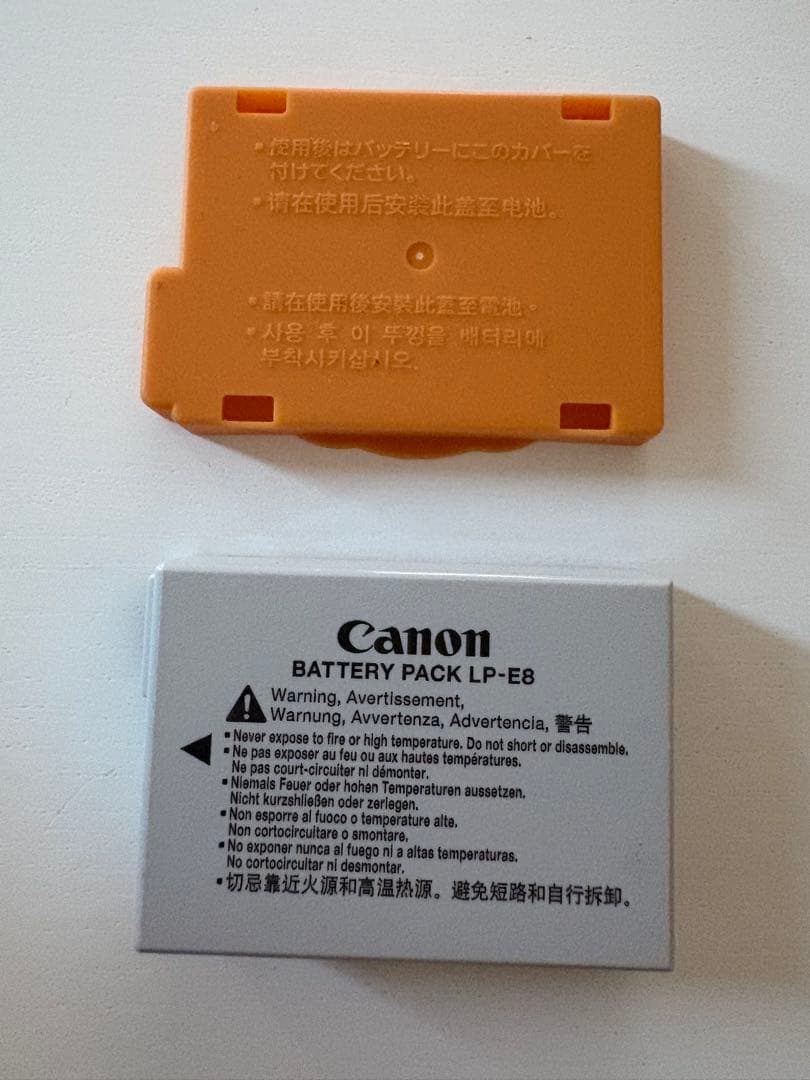 •使用後はバッテリーにこのカバーを
付けてください。
•请在使用后安装此盖至电池。
•請在使用後安裝此蓋至電池。
•사용 후 이 뚜껑을 배터리에
부착시키십시오.
Canon
BATTERY PACK LP-E8
Warning, Avertissement,
Warnung, Avvertenza, Advertencia, 警告
▪Never expose to fire or high temperature. Do not short or disassemble.
▪Ne pas exposer au feu ou aux hautes températures.
Ne pas court-circuiter ni démonter.
▪Niemals Feuer oder hohen Temperaturen aussetzen.
Nicht kurzshließen oder zerlegen.
▪Non esporre al fuoco o temperature alte.
Non cortocircuitare o smontare.
▪No exponer nunca al fuego ni a altas temperaturas.
No cortocircuitar ni desmontar.
▪切忌靠近火源和高温热源。避免短路和自行拆卸。